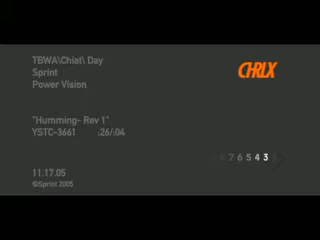 TBWA\Chiat\ Day
Sprint
Power Vision
CHRLX
"Humming- Rev 1"
YSTC-3661 :26/:04
7 6 5 4 3
11.17.05
©Sprint 2005